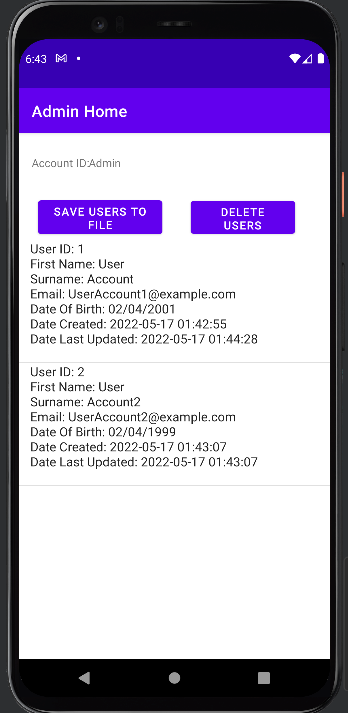 6:43
Admin Home
Account ID:Admin
SAVE USERS TO
FILE
DELETE
USERS
User ID: 1
First Name: User
Surname: Account
Email: UserAccount1@example.com
Date Of Birth: 02/04/2001
Date Created: 2022-05-17 01:42:55
Date Last Updated: 2022-05-17 01:44:28
User ID: 2
First Name: User
Surname: Account2
Email: UserAccount2@example.com
Date Of Birth: 02/04/1999
Date Created: 2022-05-17 01:43:07
Date Last Updated: 2022-05-17 01:43:07